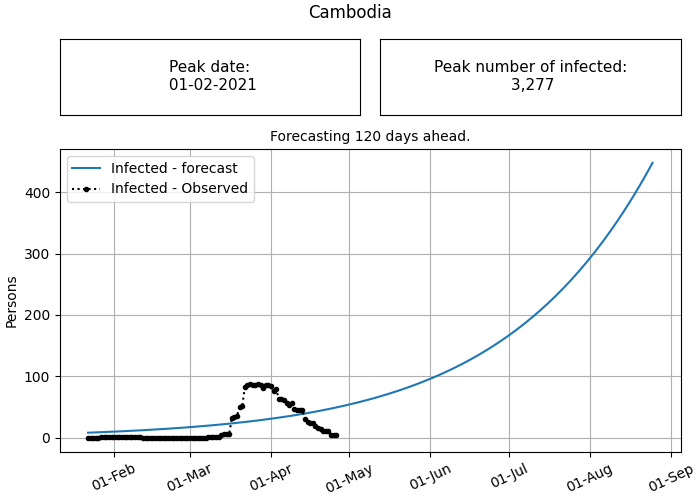 Cambodia
Peak date:
01-02-2021
Peak number of infected:
3,277
Forecasting 120 days ahead.
Infected - forecast
Infected - Observed
Persons
400
300
200
100
0
01-Feb
01-Mar
01-Apr
01-May
01-Jun
01-Jul
01-Aug
01-Sep